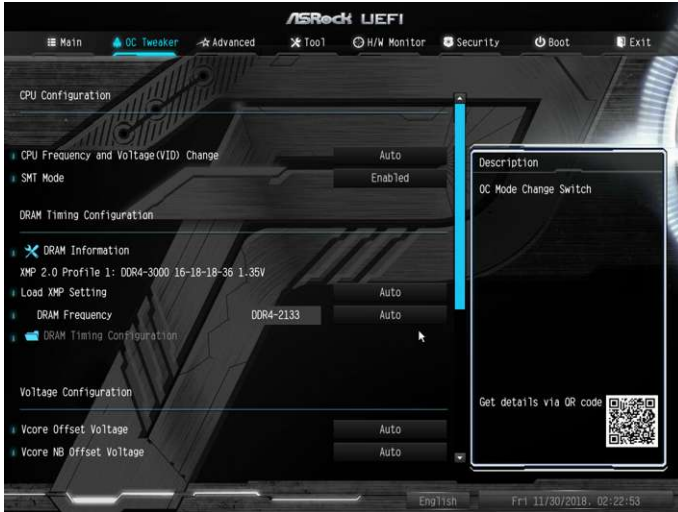 ASRock UEFI
Main
OC Tweaker
Advanced
Tool
H/W Monitor
Security
Boot
Exit
CPU Configuration
CPU Frequency and Voltage(VID) Change Auto
SMT Mode Enabled
DRAM Timing Configuration
DRAM Information
XMP 2.0 Profile 1: DDR4-3000 16-18-18-36 1.35V
Load XMP Setting Auto
DRAM Frequency DDR4-2133 Auto
DRAM Timing Configuration
Voltage Configuration
Vcore Offset Voltage Auto
Vcore NB Offset Voltage Auto
Description
OC Mode Change Switch
Get details via QR code
English
Fri 11/30/2018. 02:22:53